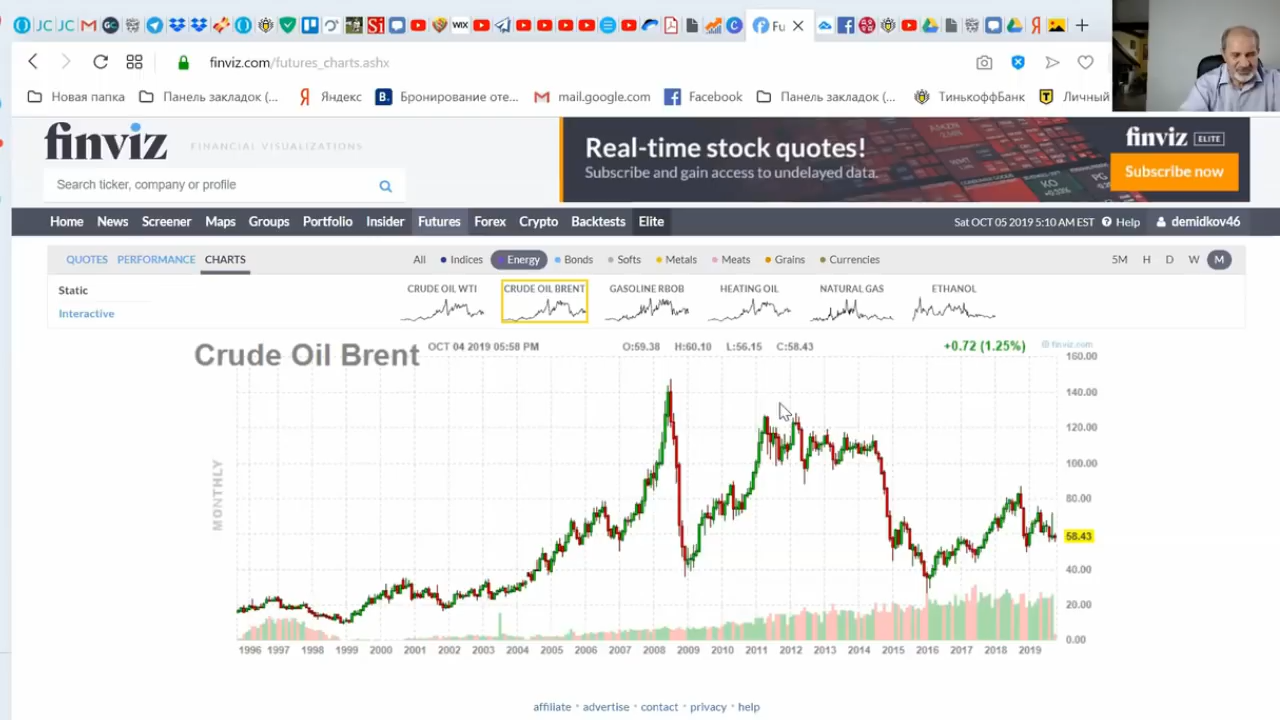 JC JC
Si
WIX
Fu
finviz.com/futures_charts.ashx
Новая папка
Панель закладок (...
Яндекс
B.
Бронирование оте...
mail.google.com
Facebook
Панель закладок (...
ТинькоффБанк
Личный
finviz FINANCIAL VISUALIZATIONS
Search ticker, company or profile
Real-time stock quotes!
Subscribe and gain access to undelayed data.
finviz ELITE
Subscribe now
Home News Screener Maps Groups Portfolio Insider Futures Forex Crypto Backtests Elite
Sat OCT 05 2019 5:10 AM EST Help demidkov46
QUOTES PERFORMANCE CHARTS
All Indices Energy Bonds Softs Metals Meats Grains Currencies
5M H D W M
Static
Interactive
CRUDE OIL WTI CRUDE OIL BRENT GASOLINE RBOB HEATING OIL NATURAL GAS ETHANOL
Crude Oil Brent
OCT 04 2019 05:58 PM O:59.38 H:60.10 L:56.15 C:58.43 +0.72 (1.25%) © finviz.com
160.00
140.00
120.00
100.00
80.00
58.43
40.00
20.00
0.00
MONTHLY
1996 1997 1998 1999 2000 2001 2002 2003 2004 2005 2006 2007 2008 2009 2010 2011 2012 2013 2014 2015 2016 2017 2018 2019
affiliate • advertise • contact • privacy • help